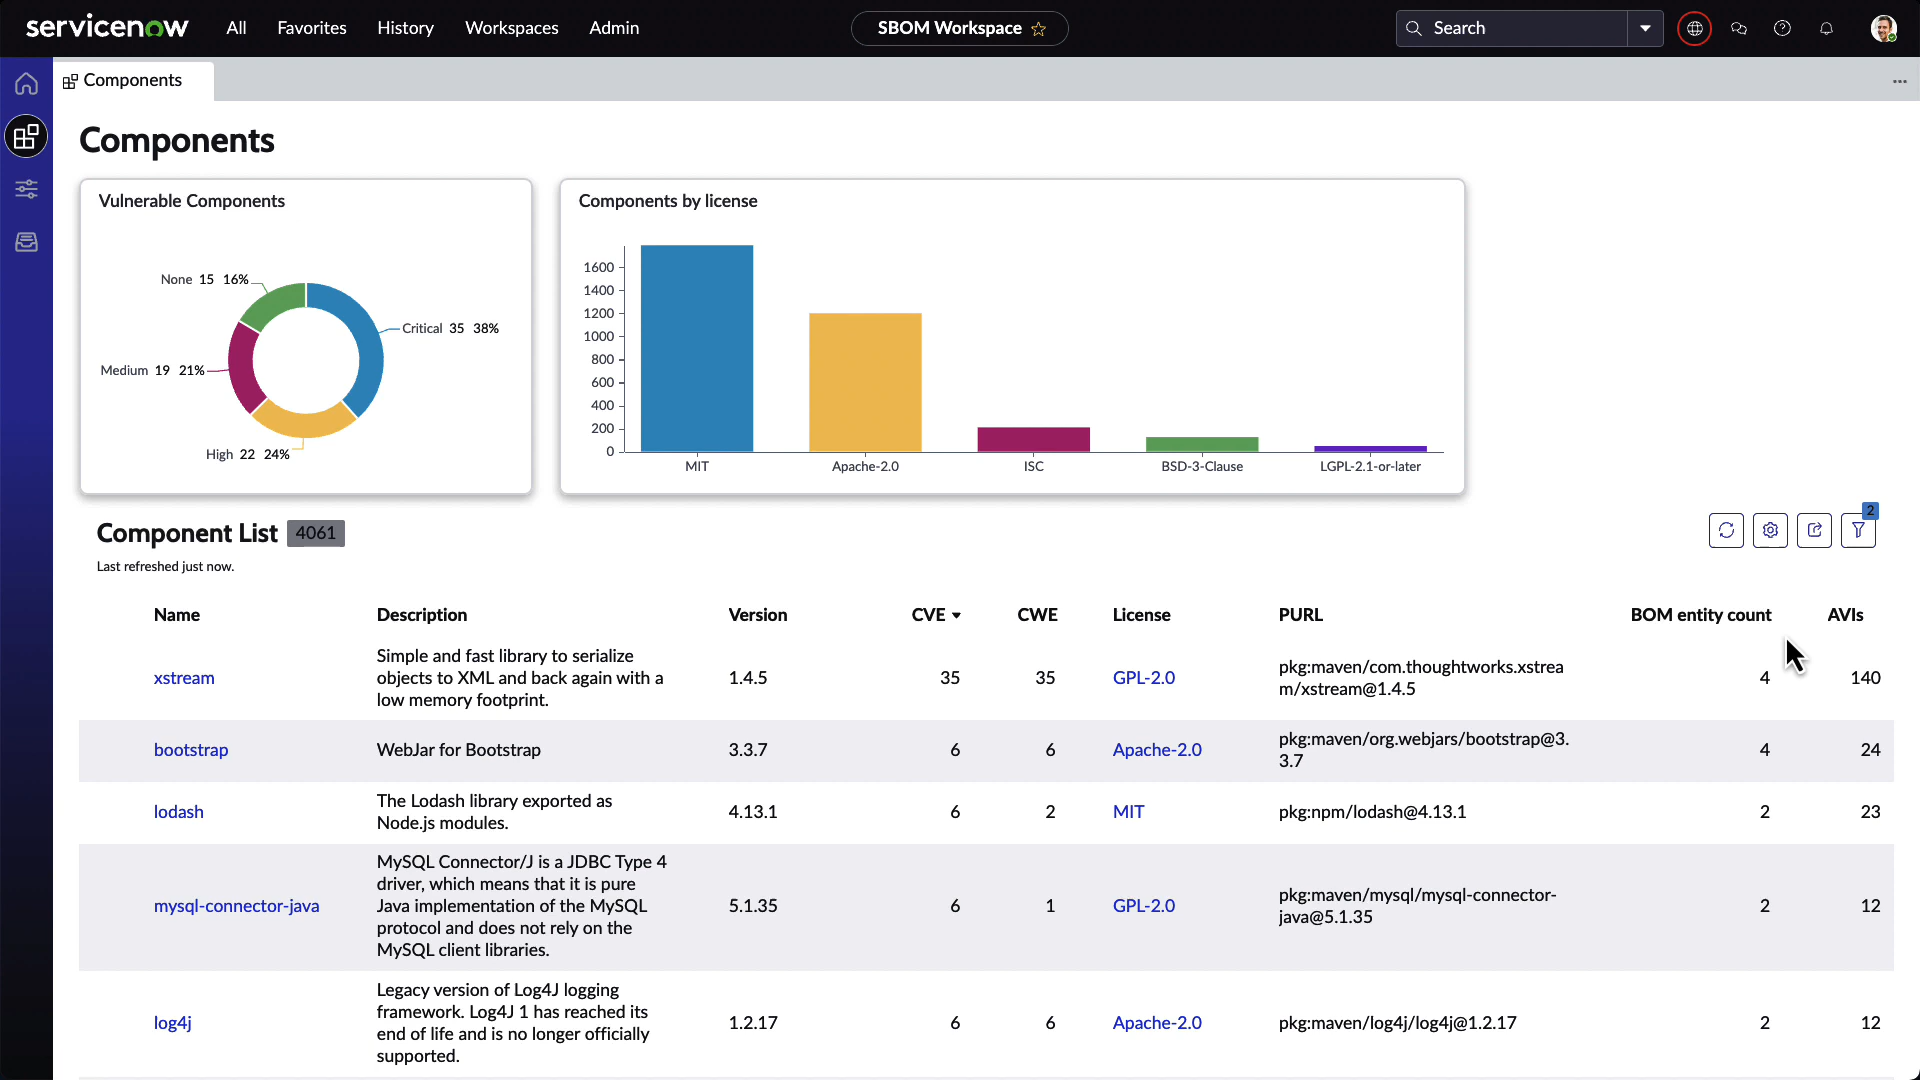 servicenow All Favorites History Workspaces Admin SBOM Workspace Search
Components
Components
Vulnerable Components
None 15 16%
Critical 35 38%
Medium 19 21%
High 22 24%
Components by license
1600
1400
1200
1000
800
600
400
200
0
MIT Apache-2.0 ISC BSD-3-Clause LGPL-2.1-or-later
Component List 4061
2
Last refreshed just now.
Name Description Version CVE CWE License PURL BOM entity count AVIs
xstream
Simple and fast library to serialize
objects to XML and back again with a
low memory footprint.
1.4.5 35 35 GPL-2.0
pkg:maven/com.thoughtworks.xstrea
m/xstream@1.4.5
4 140
bootstrap WebJar for Bootstrap 3.3.7 6 6 Apache-2.0
pkg:maven/org.webjars/bootstrap@3.
3.7
4 24
lodash
The Lodash library exported as
Node.js modules.
4.13.1 6 2 MIT pkg:npm/lodash@4.13.1 2 23
mysql-connector-java
MySQL Connector/J is a JDBC Type 4
driver, which means that it is pure
Java implementation of the MySQL
protocol and does not rely on the
MySQL client libraries.
5.1.35 6 1 GPL-2.0
pkg:maven/mysql/mysql-connector-
java@5.1.35
2 12
log4j
Legacy version of Log4J logging
framework. Log4J 1 has reached its
end of life and is no longer officially
supported.
1.2.17 6 6 Apache-2.0 pkg:maven/log4j/log4j@1.2.17 2 12